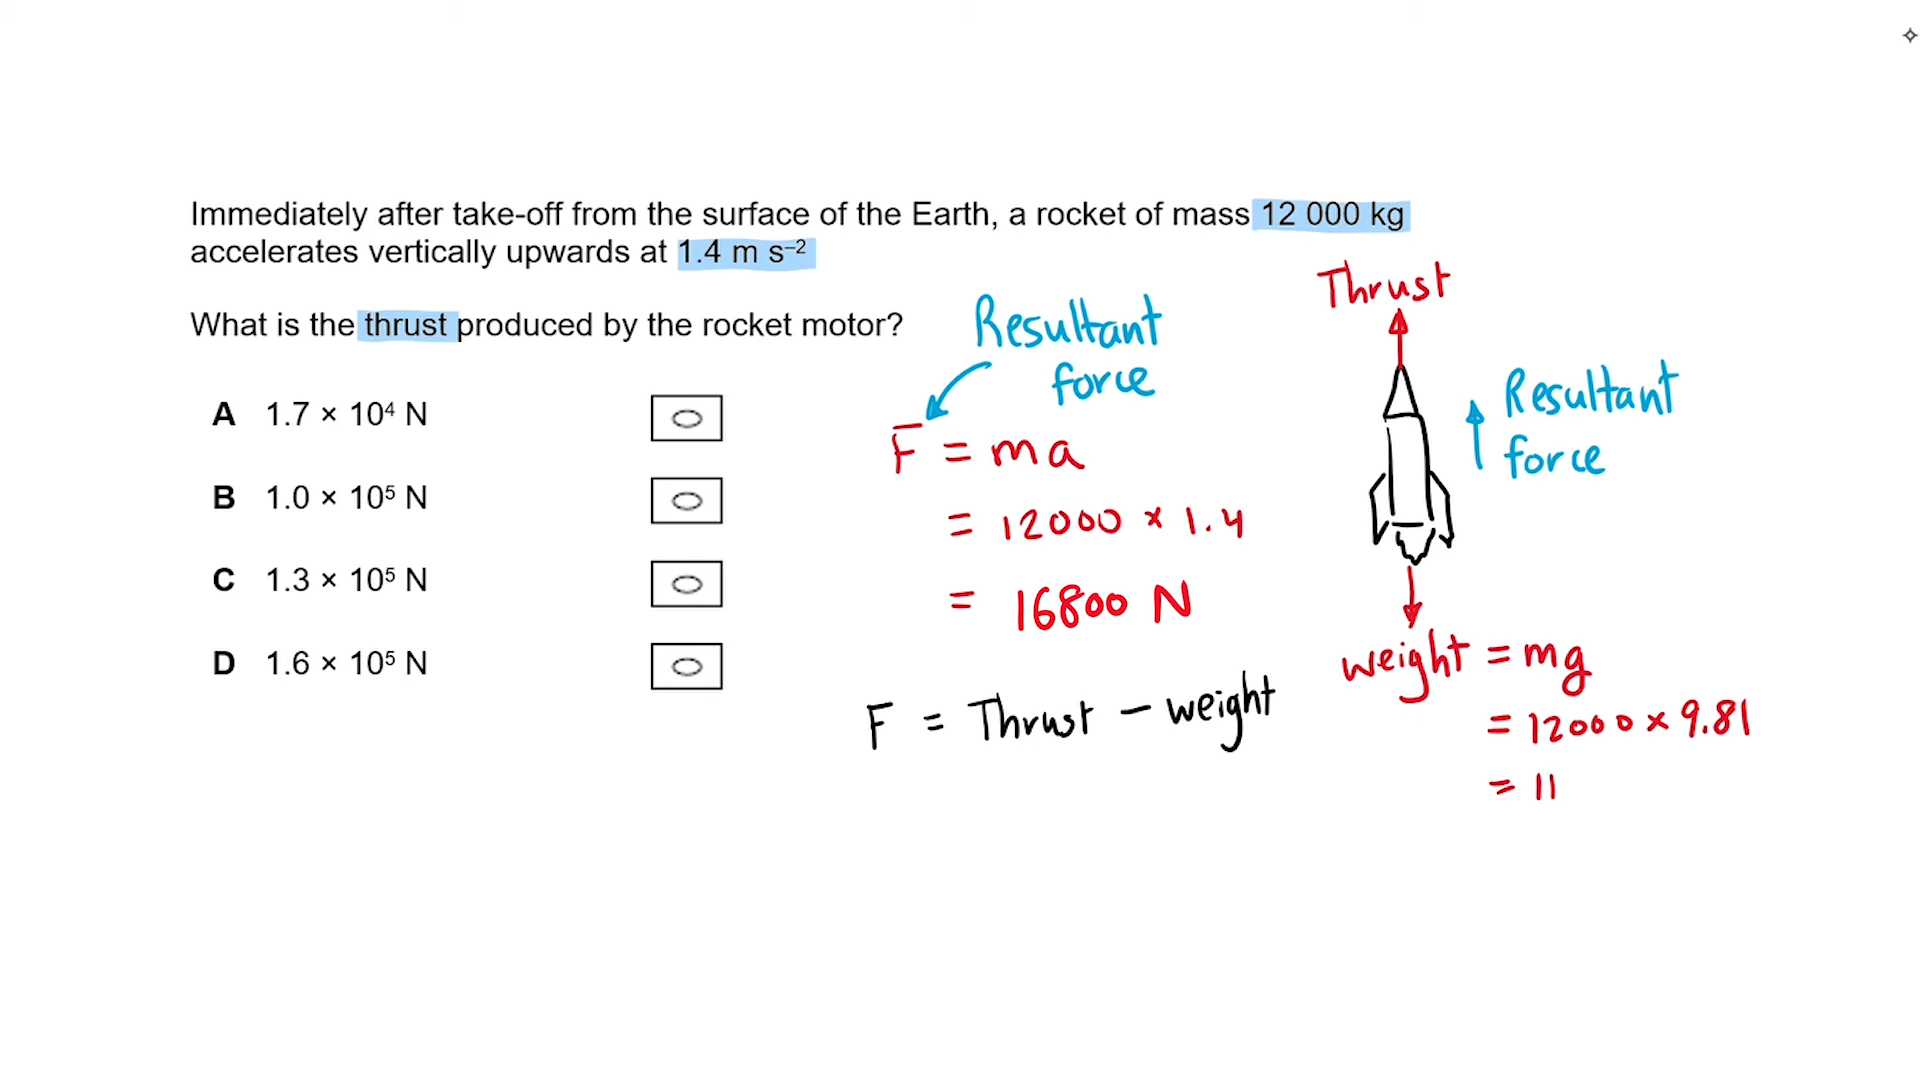 Immediately after take-off from the surface of the Earth, a rocket of mass 12 000 kg
accelerates vertically upwards at 1.4 m s⁻²
What is the thrust produced by the rocket motor?
A 1.7 × 10⁴ N
B 1.0 × 10⁵ N
C 1.3 × 10⁵ N
D 1.6 × 10⁵ N
Resultant
force
F = ma
= 12000 × 1.4
= 16800 N
F = Thrust − weight
Thrust
Resultant
force
weight = mg
= 12000 × 9.81
= 11